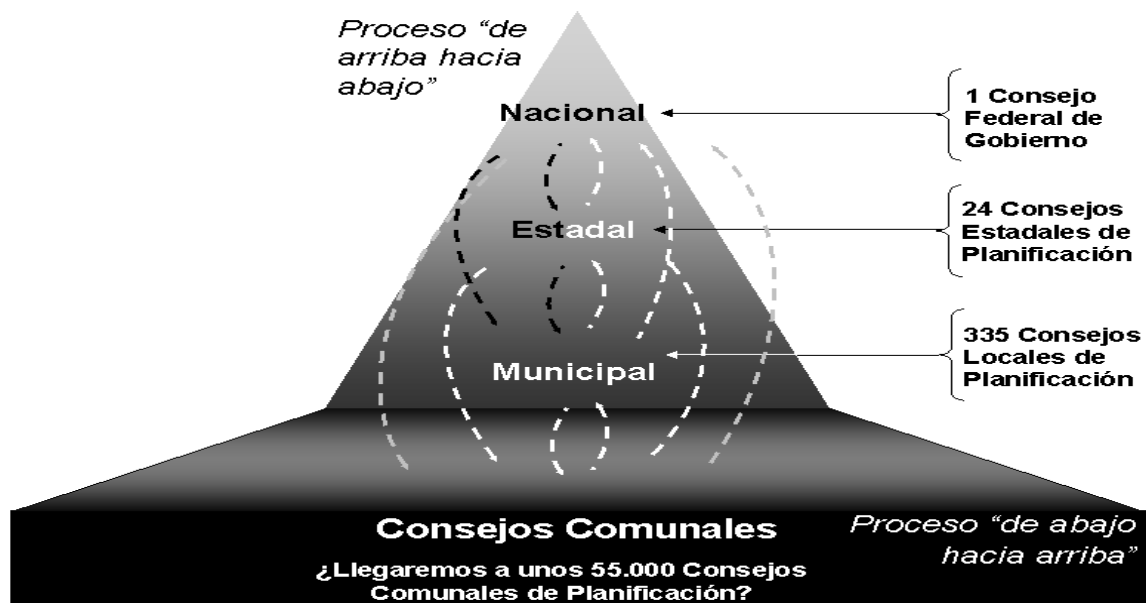 Proceso “de
arriba hacia
abajo”
Nacional
1 Consejo
Federal de
Gobierno
Estadal
24 Consejos
Estadales de
Planificación
335 Consejos
Locales de
Planificación
Municipal
Consejos Comunales
¿Llegaremos a unos 55.000 Consejos
Comunales de Planificación?
Proceso “de abajo
hacia arriba”